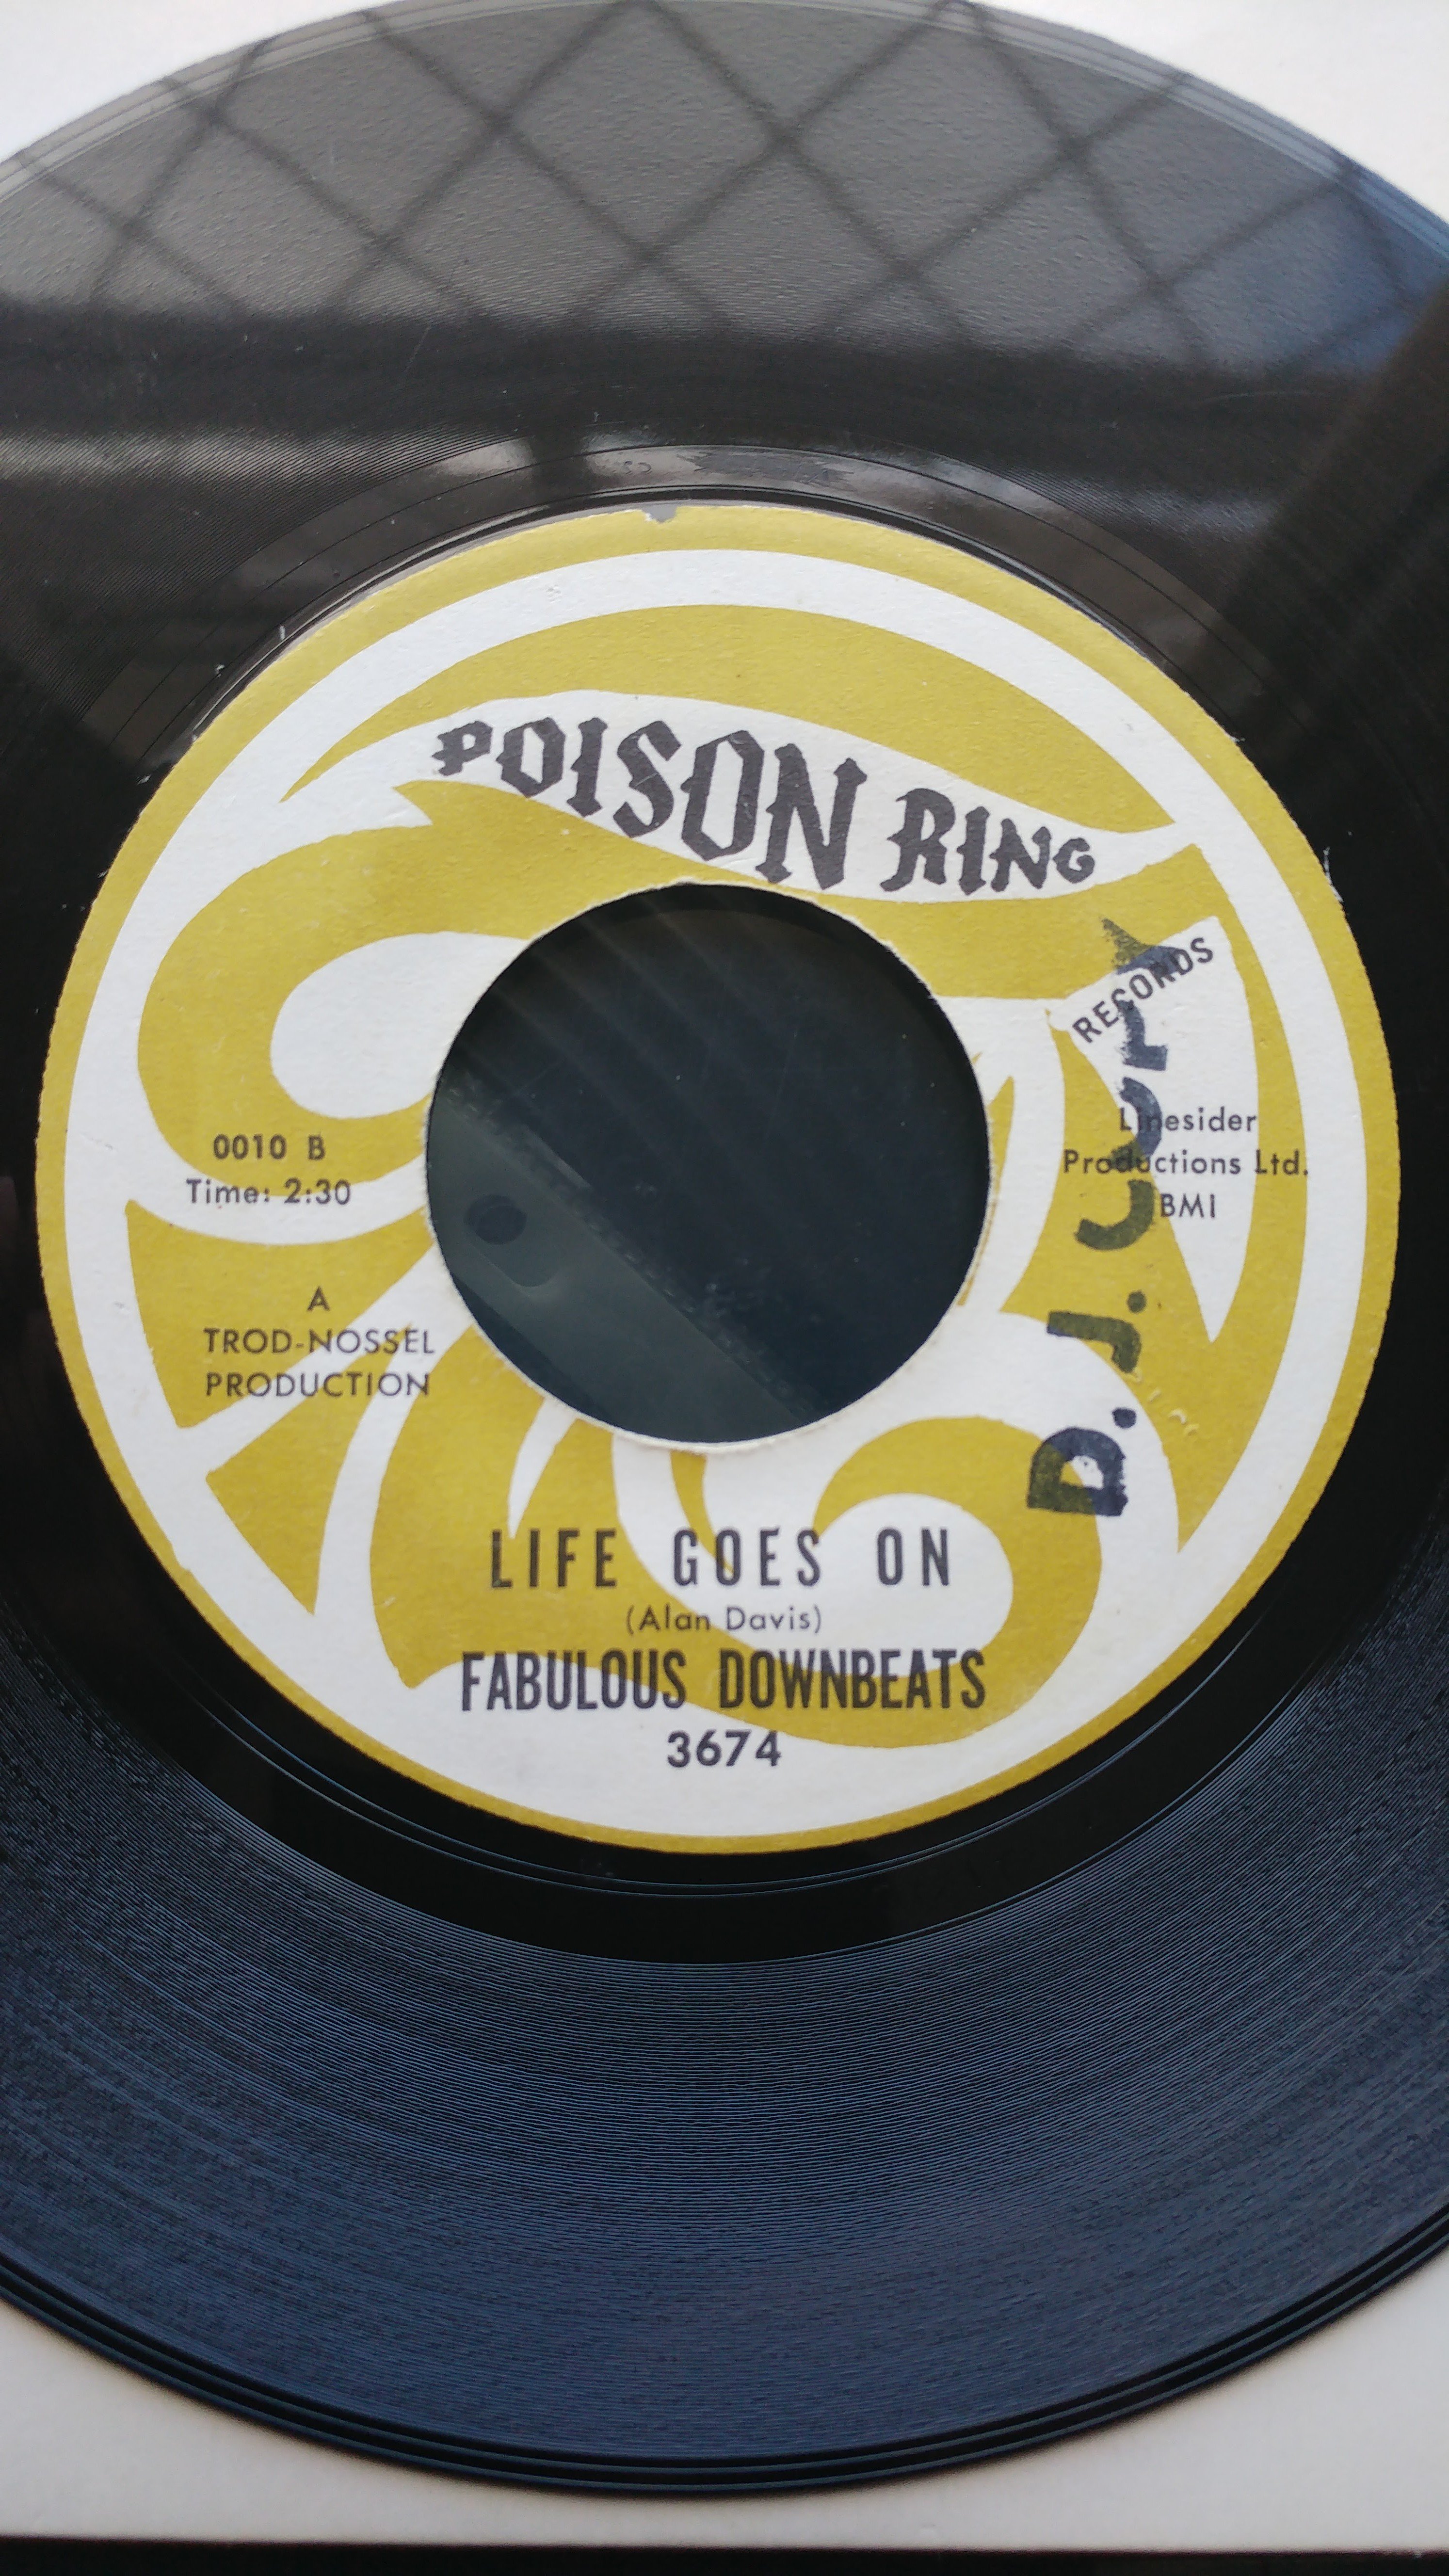 POISON RING
RECORDS
0010 B
Time: 2:30
Linesider
Productions Ltd.
BMI
A
TROD-NOSSEL
PRODUCTION
D.J.
LIFE GOES ON
(Alan Davis)
FABULOUS DOWNBEATS
3674